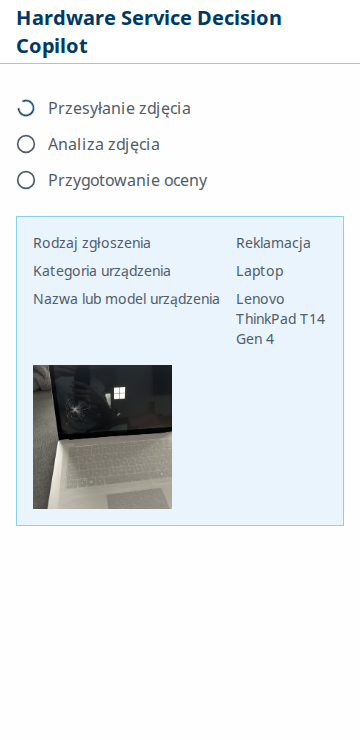 Hardware Service Decision
Copilot
Przesyłanie zdjęcia
Analiza zdjęcia
Przygotowanie oceny
Rodzaj zgłoszenia Reklamacja
Kategoria urządzenia Laptop
Nazwa lub model urządzenia Lenovo
ThinkPad T14
Gen 4